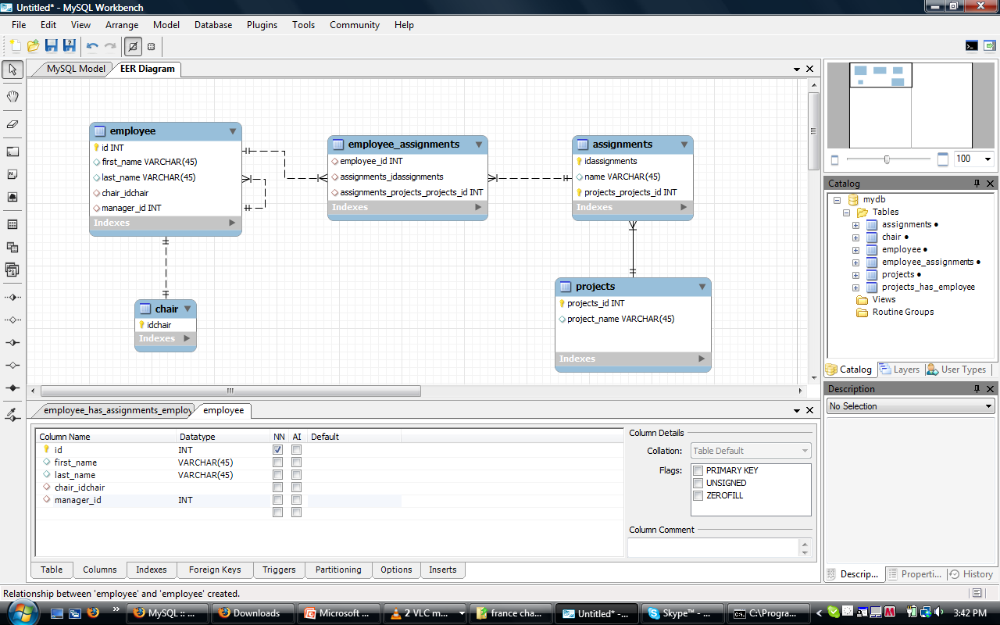 Untitled* - MySQL Workbench
File Edit View Arrange Model Database Plugins Tools Community Help
MySQL Model EER Diagram
employee
id INT
first_name VARCHAR(45)
last_name VARCHAR(45)
chair_idchair
manager_id INT
Indexes
employee_assignments
employee_id INT
assignments_idassignments
assignments_projects_projects_id INT
Indexes
assignments
idassignments
name VARCHAR(45)
projects_projects_id INT
Indexes
chair
idchair
Indexes
projects
projects_id INT
project_name VARCHAR(45)
Indexes
100
Catalog
mydb
Tables
assignments •
chair •
employee •
employee_assignments •
projects •
projects_has_employee
Views
Routine Groups
Catalog Layers User Types
Description
No Selection
Descrip... Properti... History
employee_has_assignments_employ employee
Column Name Datatype NN AI Default
id INT
first_name VARCHAR(45)
last_name VARCHAR(45)
chair_idchair
manager_id INT
Column Details
Collation: Table Default
Flags: PRIMARY KEY
UNSIGNED
ZEROFILL
Column Comment
Table Columns Indexes Foreign Keys Triggers Partitioning Options Inserts
Relationship between 'employee' and 'employee' created.
MySQL :: ... Downloads Microsoft ... 2 VLC m... france cha... Untitled* -... Skype™ - ... C:\Progra... 3:42 PM